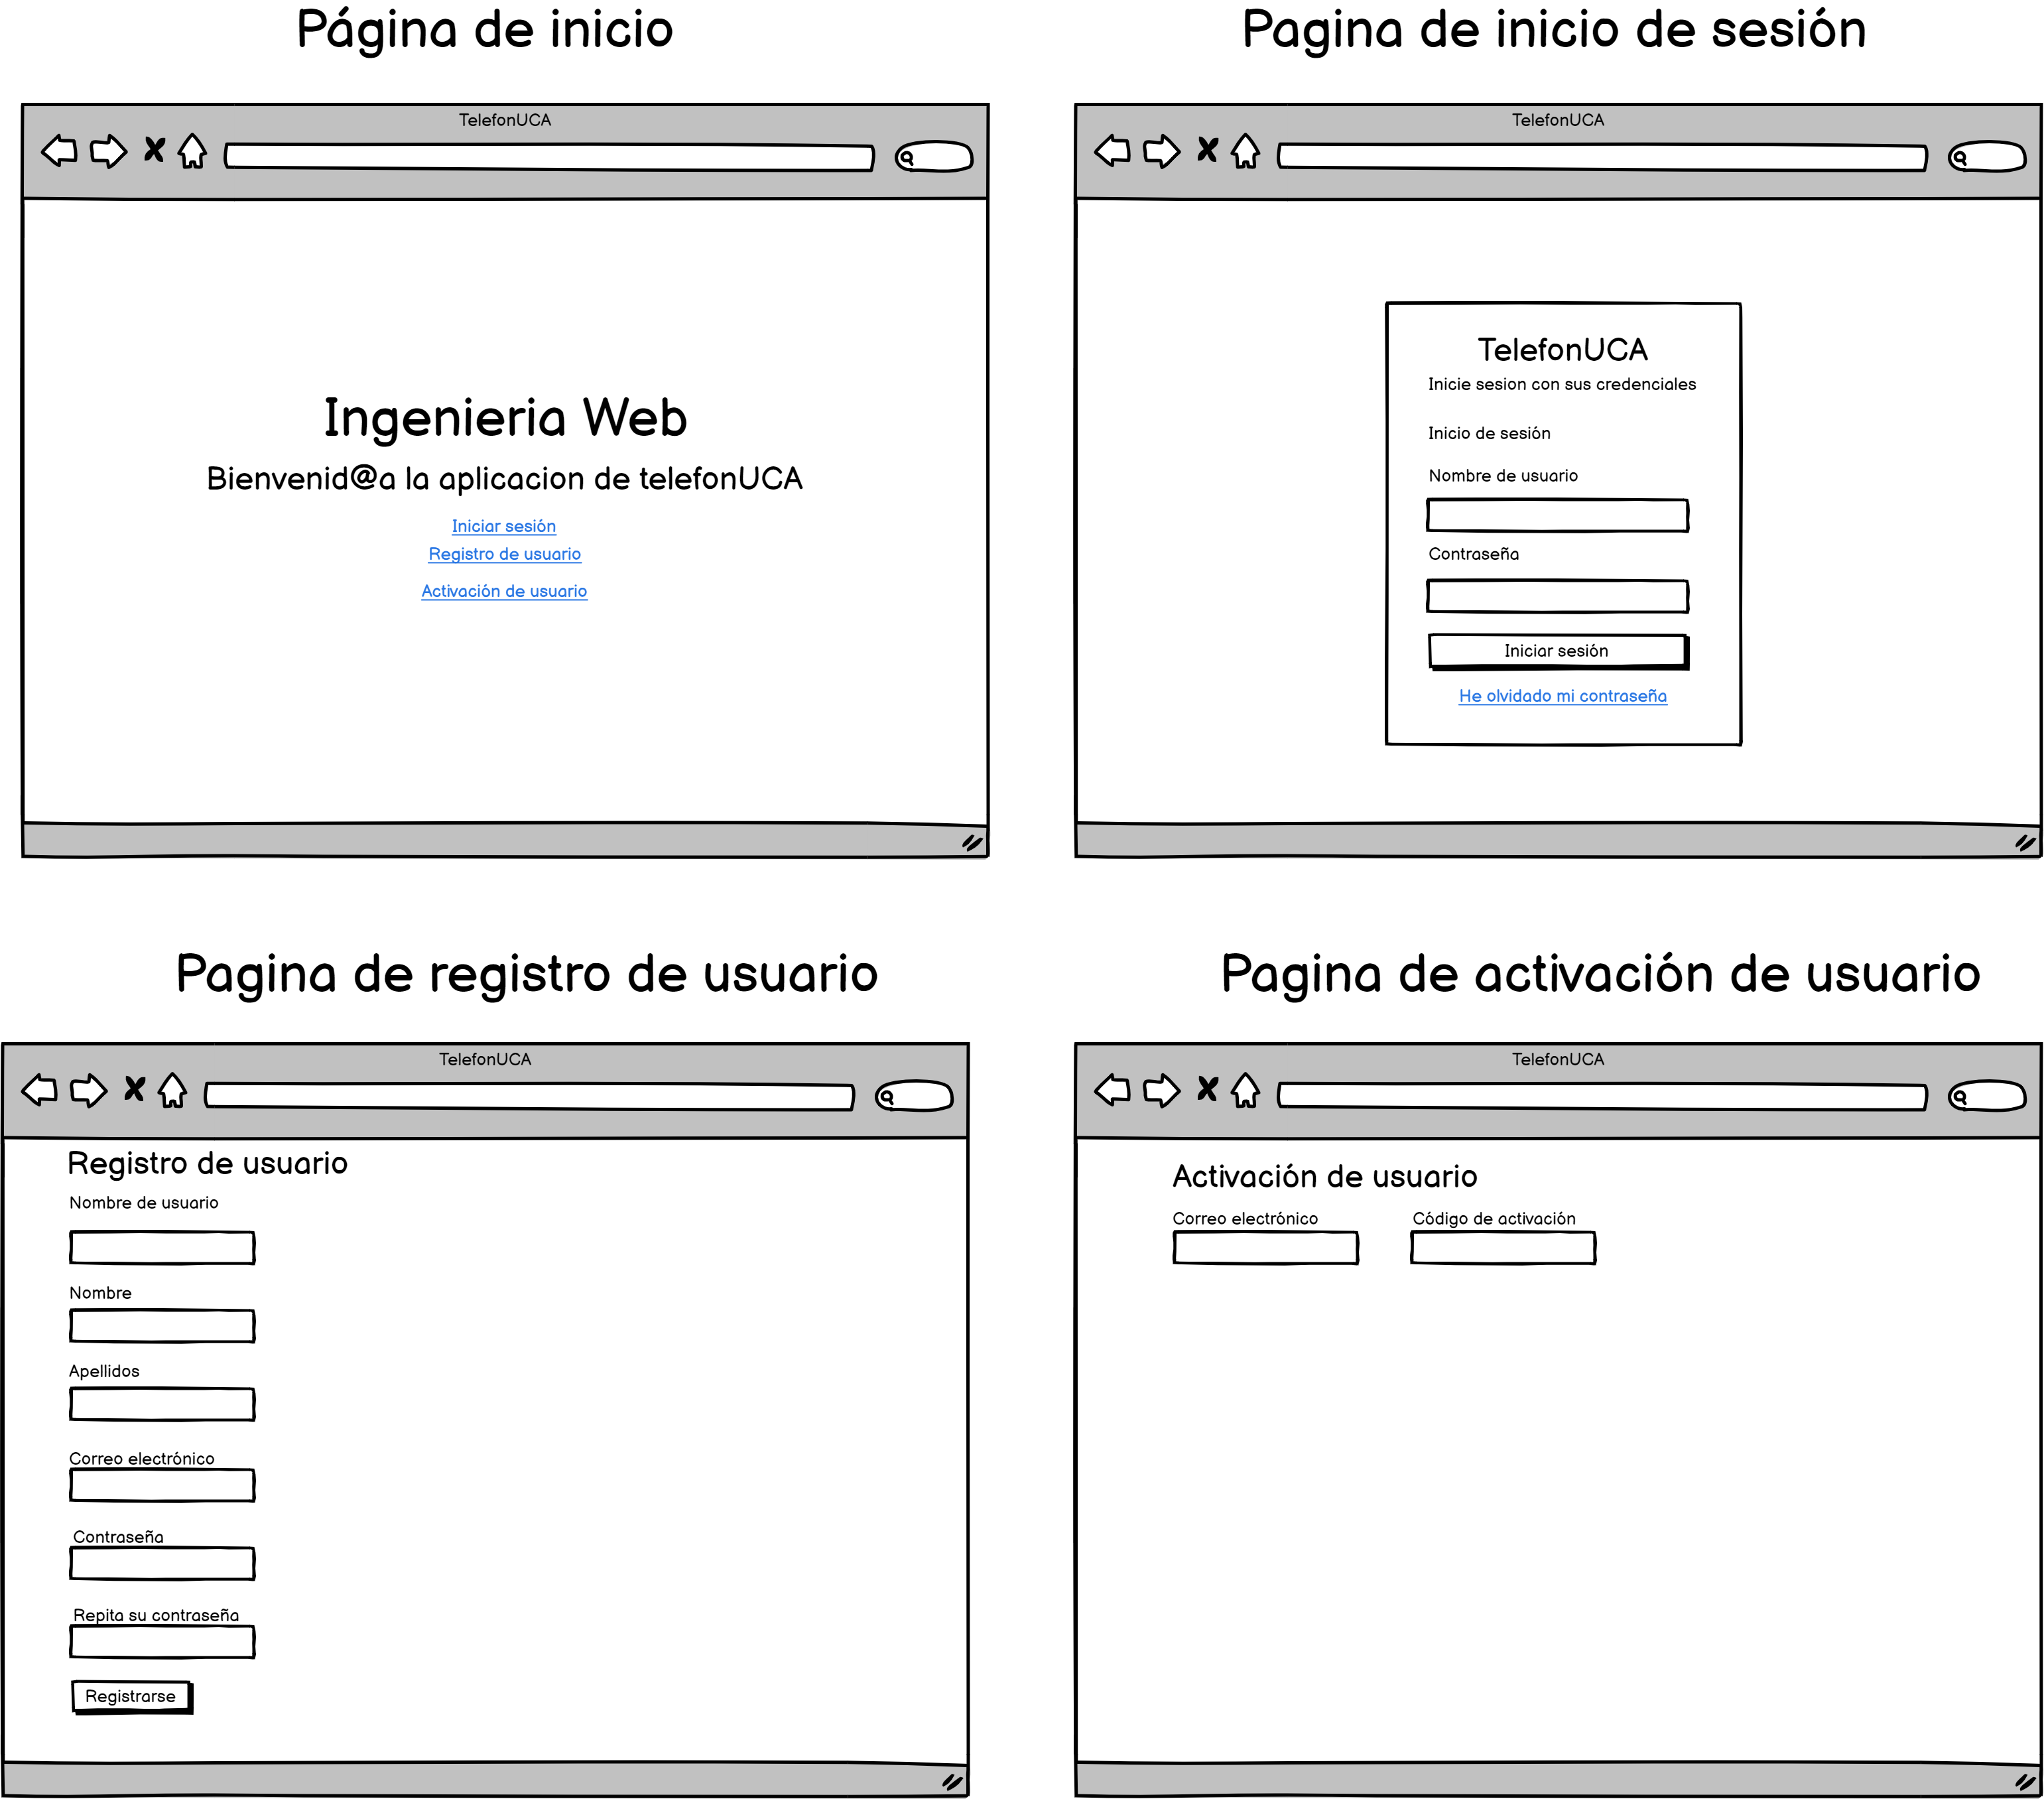 Página de inicio
TelefonUCA
Ingenieria Web
Bienvenid@a la aplicacion de telefonUCA
Iniciar sesión
Registro de usuario
Activación de usuario
Pagina de inicio de sesión
TelefonUCA
TelefonUCA
Inicie sesion con sus credenciales
Inicio de sesión
Nombre de usuario
Contraseña
Iniciar sesión
He olvidado mi contraseña
Pagina de registro de usuario
TelefonUCA
Registro de usuario
Nombre de usuario
Nombre
Apellidos
Correo electrónico
Contraseña
Repita su contraseña
Registrarse
Pagina de activación de usuario
TelefonUCA
Activación de usuario
Correo electrónico Código de activación